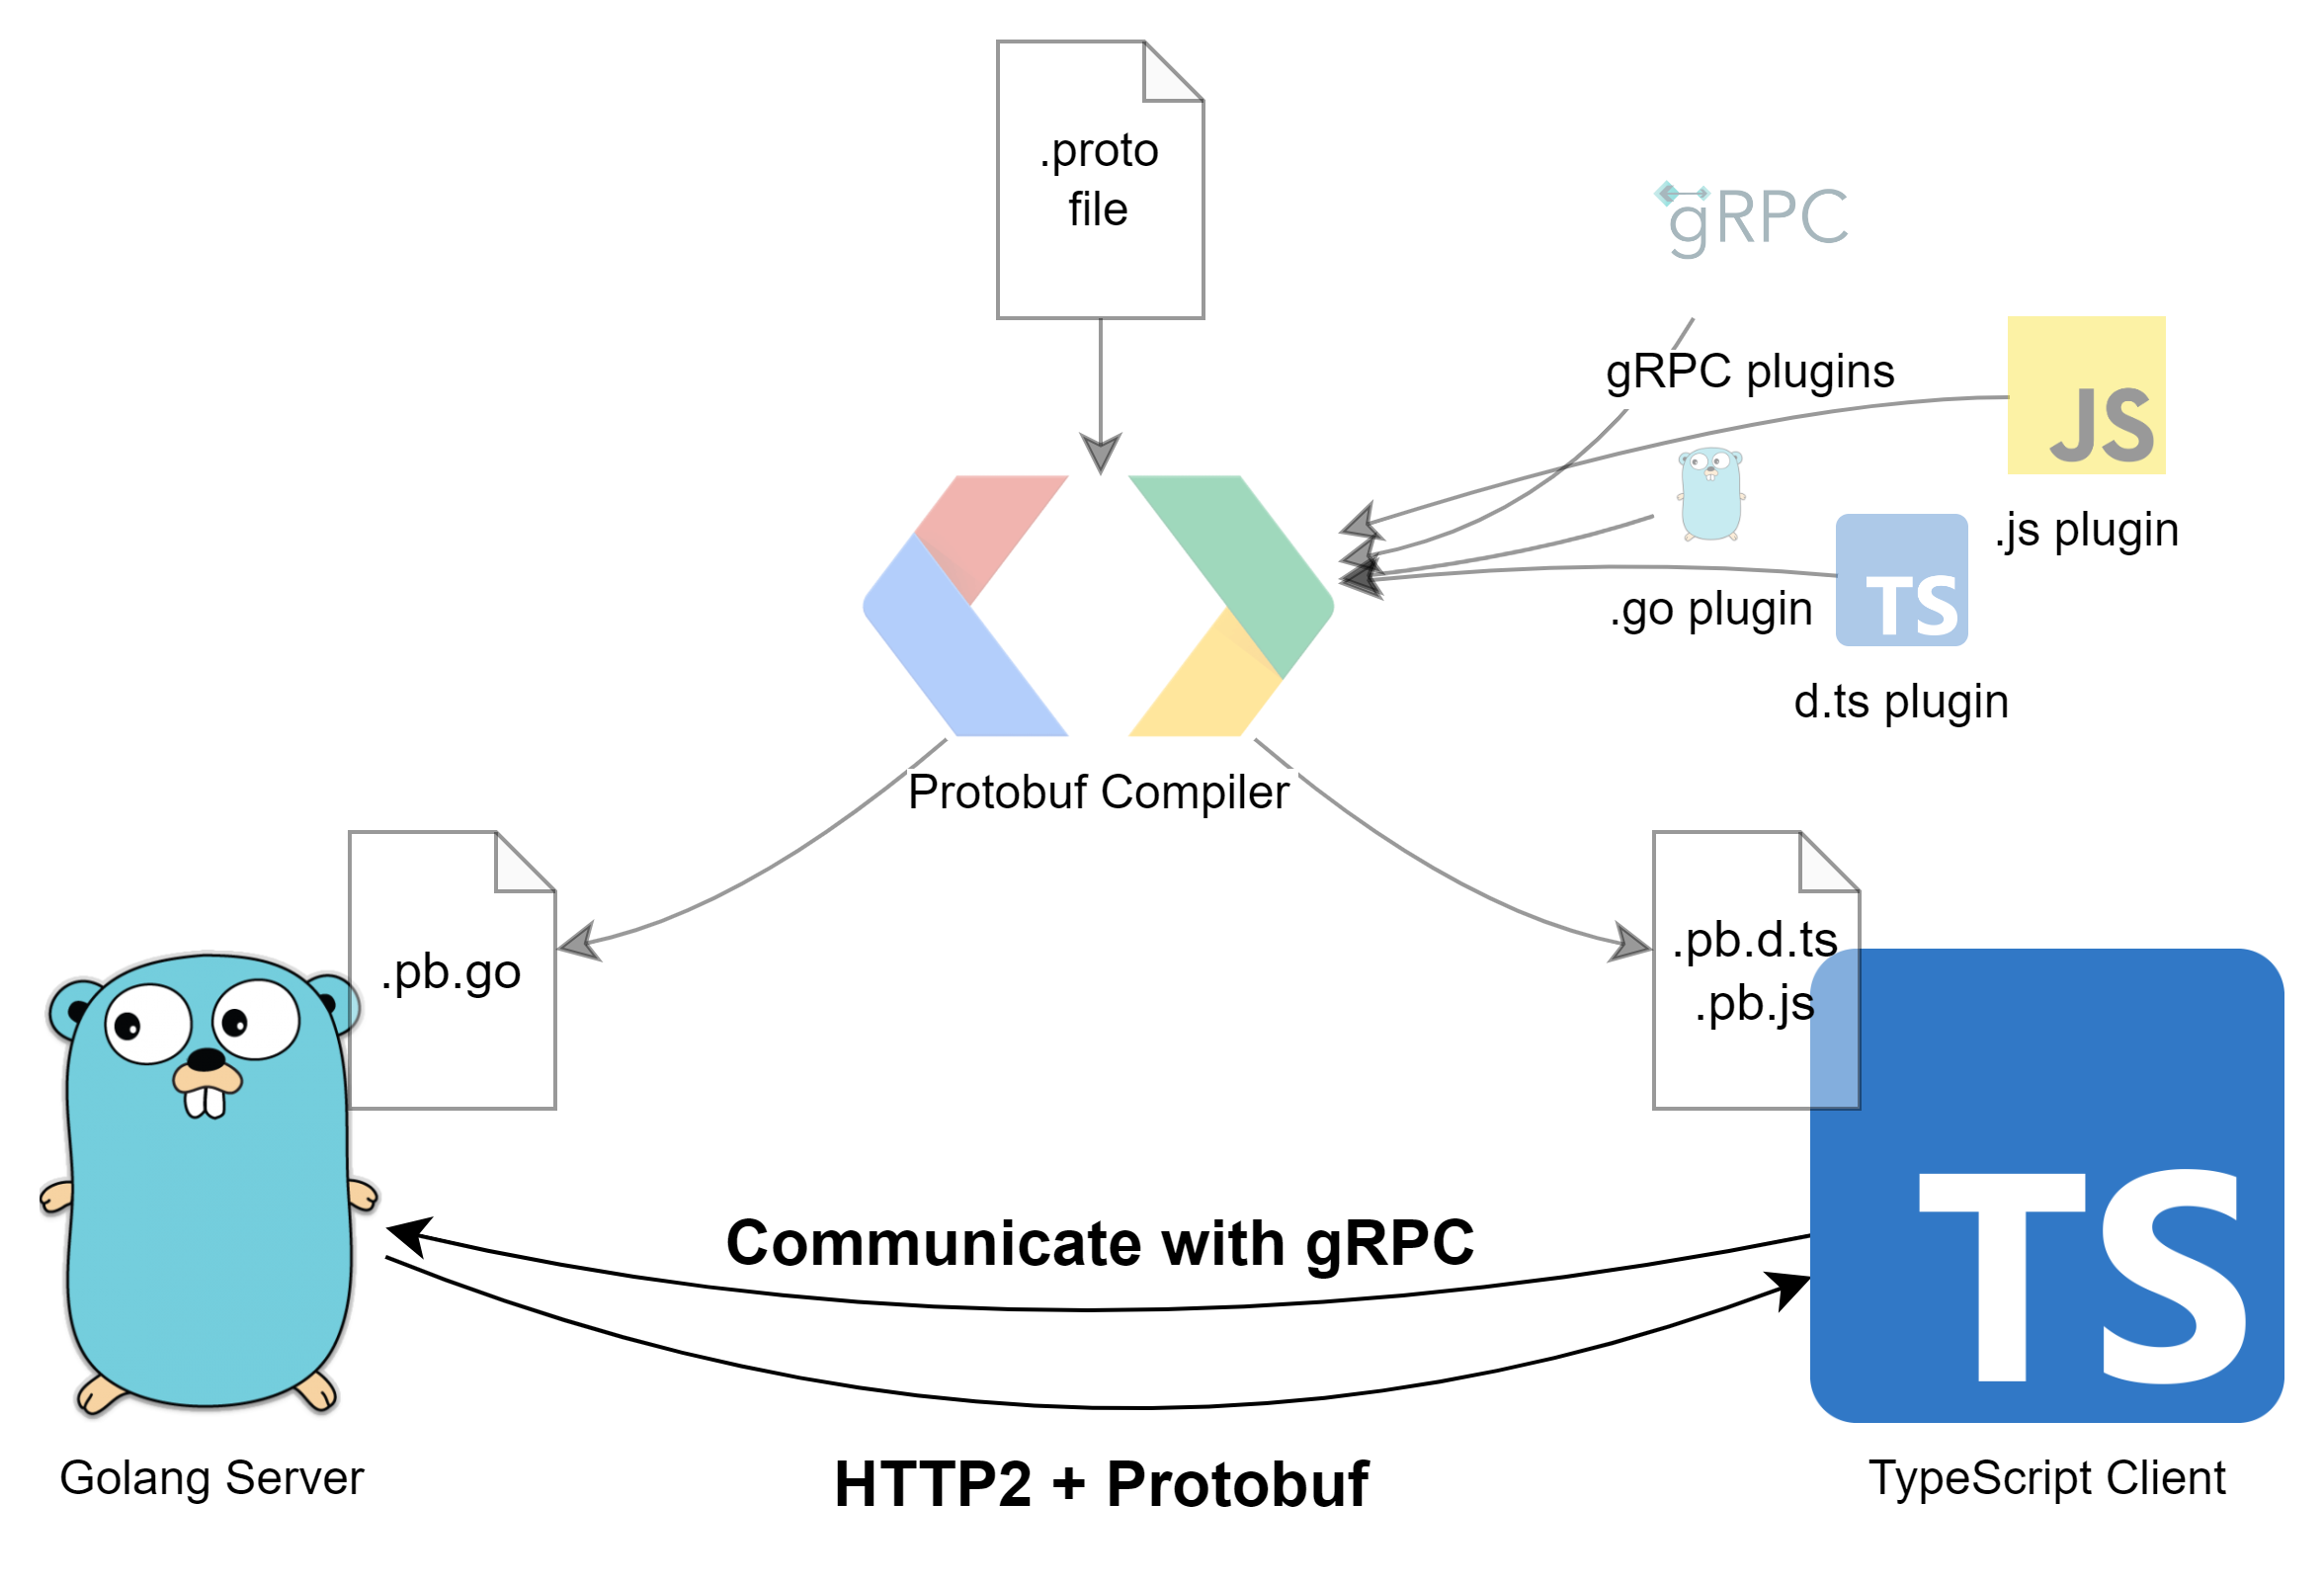 .proto
file
gRPC
gRPC plugins
JS
.js plugin
.go plugin
TS
d.ts plugin
Protobuf Compiler
.pb.go
.pb.d.ts
.pb.js
TS
Communicate with gRPC
HTTP2 + Protobuf
Golang Server
TypeScript Client